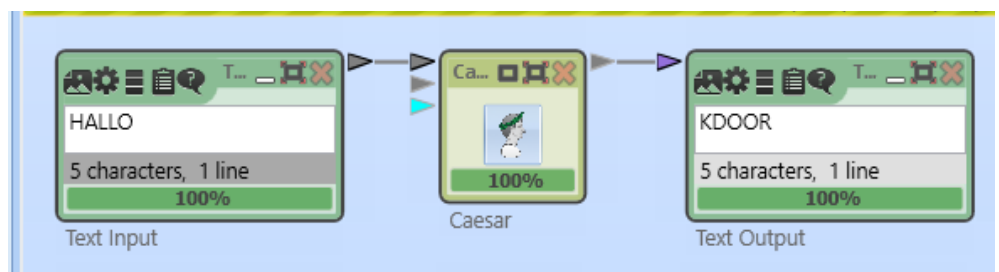 T...
HALLO
5 characters, 1 line
100%
Text Input
Ca...
100%
Caesar
T...
KDOOR
5 characters, 1 line
100%
Text Output